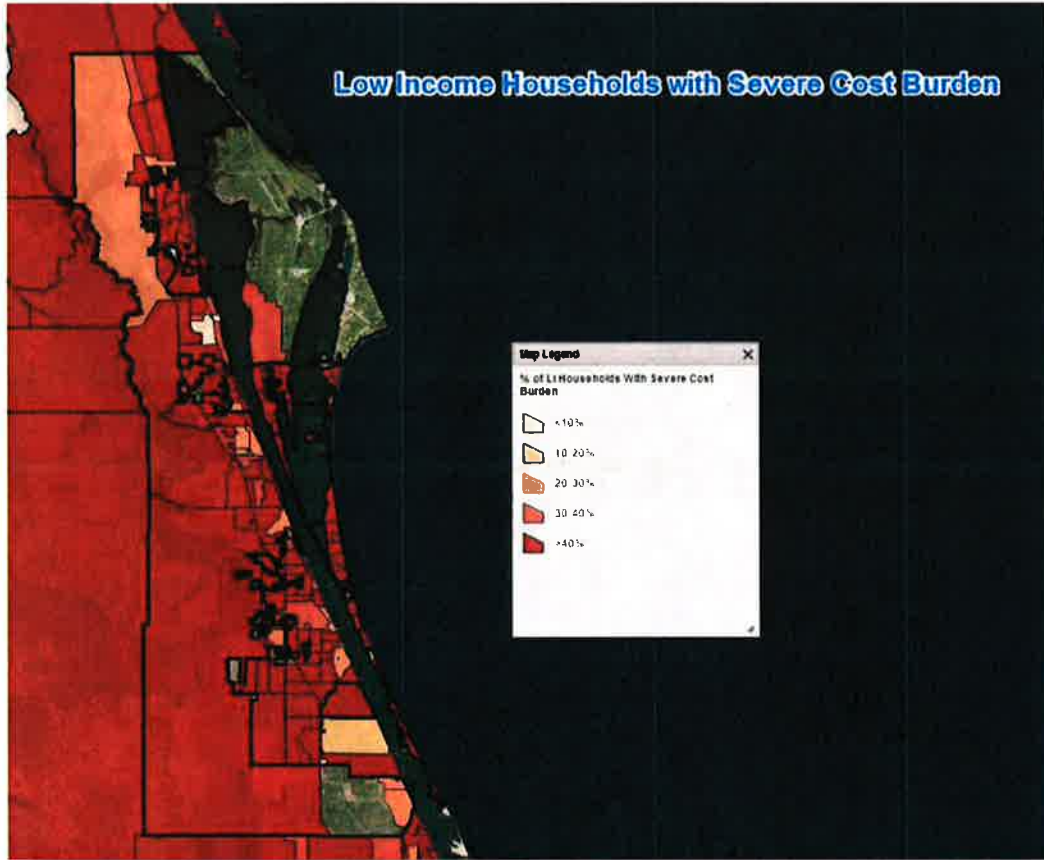 Low Income Households with Severe Cost Burden
Map Legend
% of LI Households With Severe Cost
Burden
<10%
10-20%
20-30%
30-40%
>40%